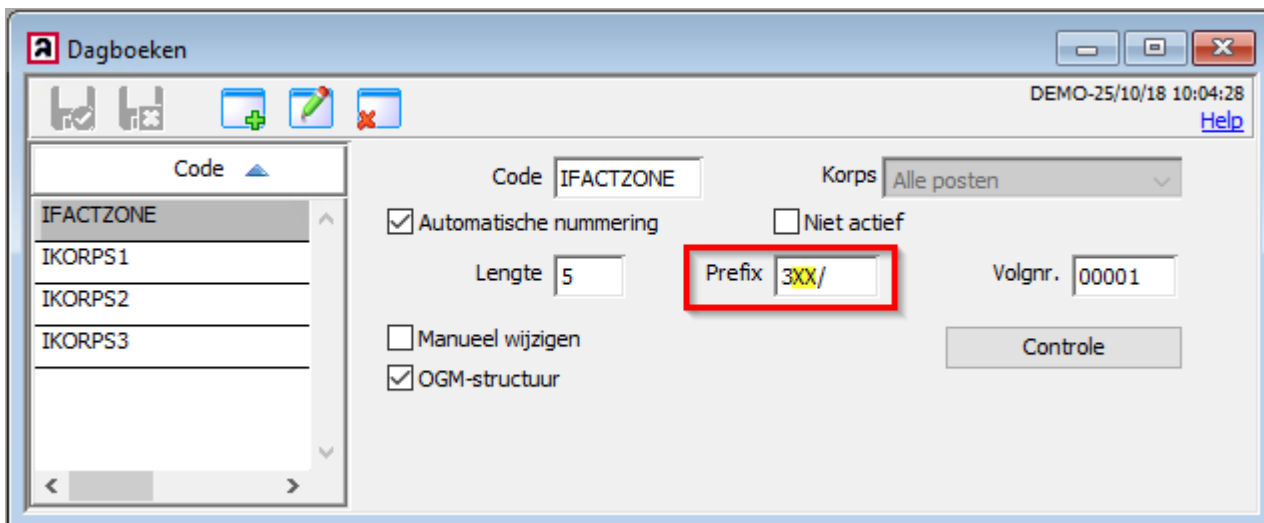 Dagboeken
DEMO-25/10/18 10:04:28
Help
Code
IFACTZONE
IKORPS1
IKORPS2
IKORPS3
Code IFACTZONE Korps Alle posten
Automatische nummering Niet actief
Lengte 5 Prefix 3XX/ Volgnr. 00001
Manueel wijzigen Controle
OGM-structuur